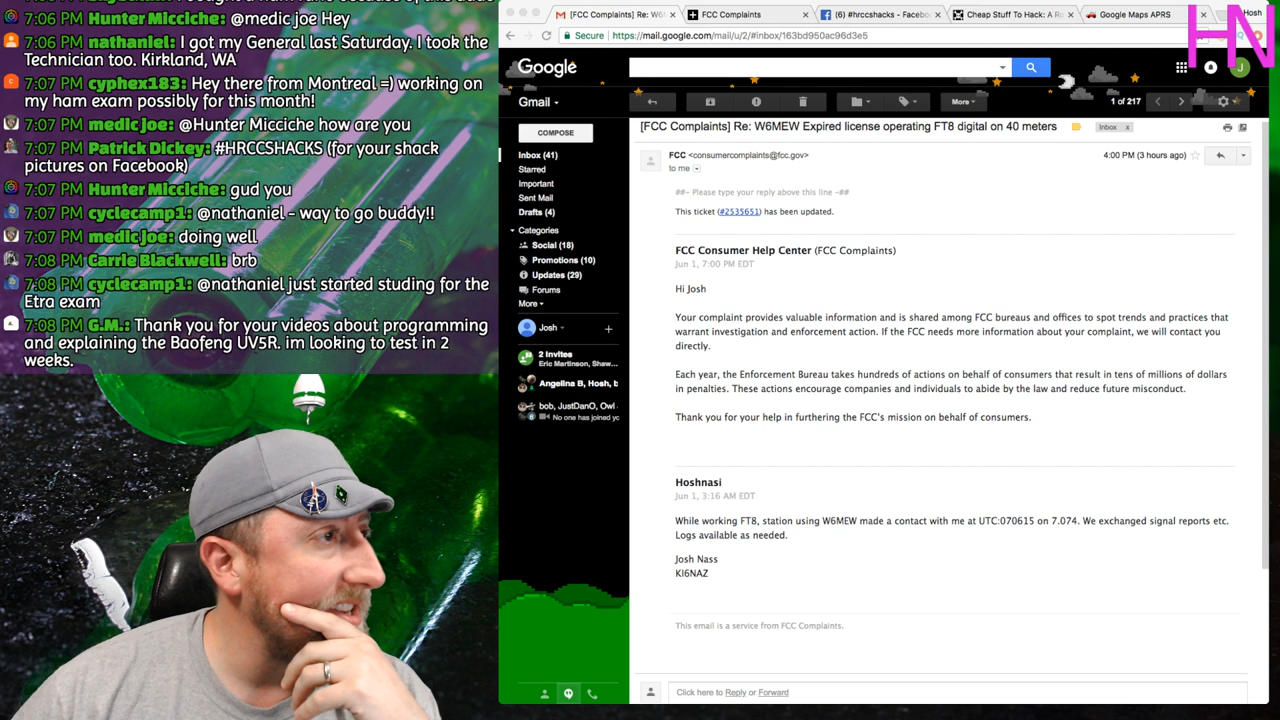 7:06 PM Hunter Micciche: @medic joe Hey
7:06 PM nathaniel: I got my General last Saturday. I took the
Technician too. Kirkland, WA
7:07 PM cyphex183: Hey there from Montreal =) working on
my ham exam possibly for this month!
7:07 PM medic joe: @Hunter Micciche how are you
7:07 PM Patrick Dickey: #HRCCSHACKS (for your shack
pictures on Facebook)
7:07 PM Hunter Micciche: gud you
7:07 PM cyclecamp1: @nathaniel - way to go buddy!!
7:07 PM medic joe: doing well
7:08 PM Carrie Blackwell: brb
7:08 PM cyclecamp1: @nathaniel just started studing for the
Etra exam
7:08 PM G.M.: Thank you for your videos about programming
and explaining the Baofeng UV5R. im looking to test in 2
weeks.
[FCC Complaints] Re: W6M
FCC Complaints
(6) #hrccshacks - Faceboo
Cheap Stuff To Hack: A R
Google Maps APRS
Hosh
HN
Secure https://mail.google.com/mail/u/2/#inbox/163bd950ac96d3e5
Google
J
Gmail
More
1 of 217
COMPOSE
Inbox (41)
Starred
Important
Sent Mail
Drafts (4)
Categories
Social (18)
Promotions (10)
Updates (29)
Forums
More
Josh
2 Invites
Eric Martinson, Shaw...
Angelina B, Hosh, b
bob, JustDanO, Owl
No one has joined yo
[FCC Complaints] Re: W6MEW Expired license operating FT8 digital on 40 meters
Inbox x
FCC <consumercomplaints@fcc.gov>
4:00 PM (3 hours ago)
to me
##- Please type your reply above this line -##
This ticket (#2535651) has been updated.
FCC Consumer Help Center (FCC Complaints)
Jun 1, 7:00 PM EDT
Hi Josh
Your complaint provides valuable information and is shared among FCC bureaus and offices to spot trends and practices that
warrant investigation and enforcement action. If the FCC needs more information about your complaint, we will contact you
directly.
Each year, the Enforcement Bureau takes hundreds of actions on behalf of consumers that result in tens of millions of dollars
in penalties. These actions encourage companies and individuals to abide by the law and reduce future misconduct.
Thank you for your help in furthering the FCC's mission on behalf of consumers.
Hoshnasi
Jun 1, 3:16 AM EDT
While working FT8, station using W6MEW made a contact with me at UTC:070615 on 7.074. We exchanged signal reports etc.
Logs available as needed.
Josh Nass
KI6NAZ
This email is a service from FCC Complaints.
Click here to Reply or Forward